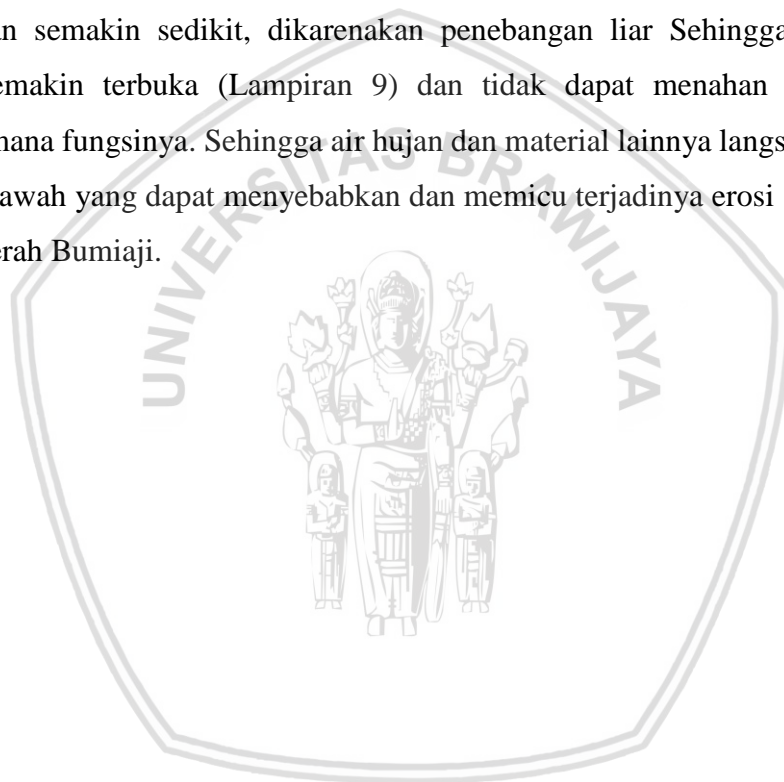 an semakin sedikit, dikarenakan penebangan liar Sehingga
emakin terbuka (Lampiran 9) dan tidak dapat menahan
mana fungsinya. Sehingga air hujan dan material lainnya langs
awah yang dapat menyebabkan dan memicu terjadinya erosi
erah Bumiaji.
UNIVERSITAS BRAWIJAYA